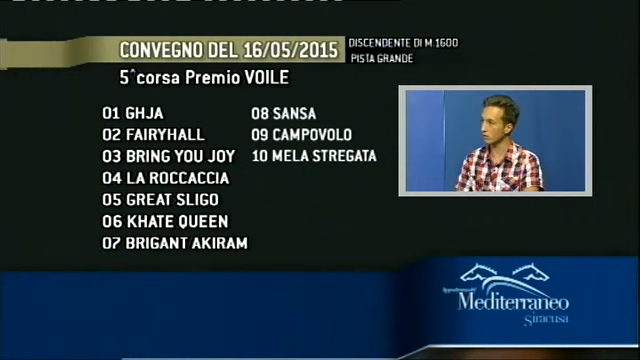 CONVEGNO DEL 16/05/2015
DISCENDENTE DI M.1600
PISTA GRANDE
5^corsa Premio VOILE
01 GHJA
02 FAIRYHALL
03 BRING YOU JOY
04 LA ROCCACCIA
05 GREAT SLIGO
06 KHATE QUEEN
07 BRIGANT AKIRAM
08 SANSA
09 CAMPOVOLO
10 MELA STREGATA
Ippodromo del
Mediterraneo
Siracusa